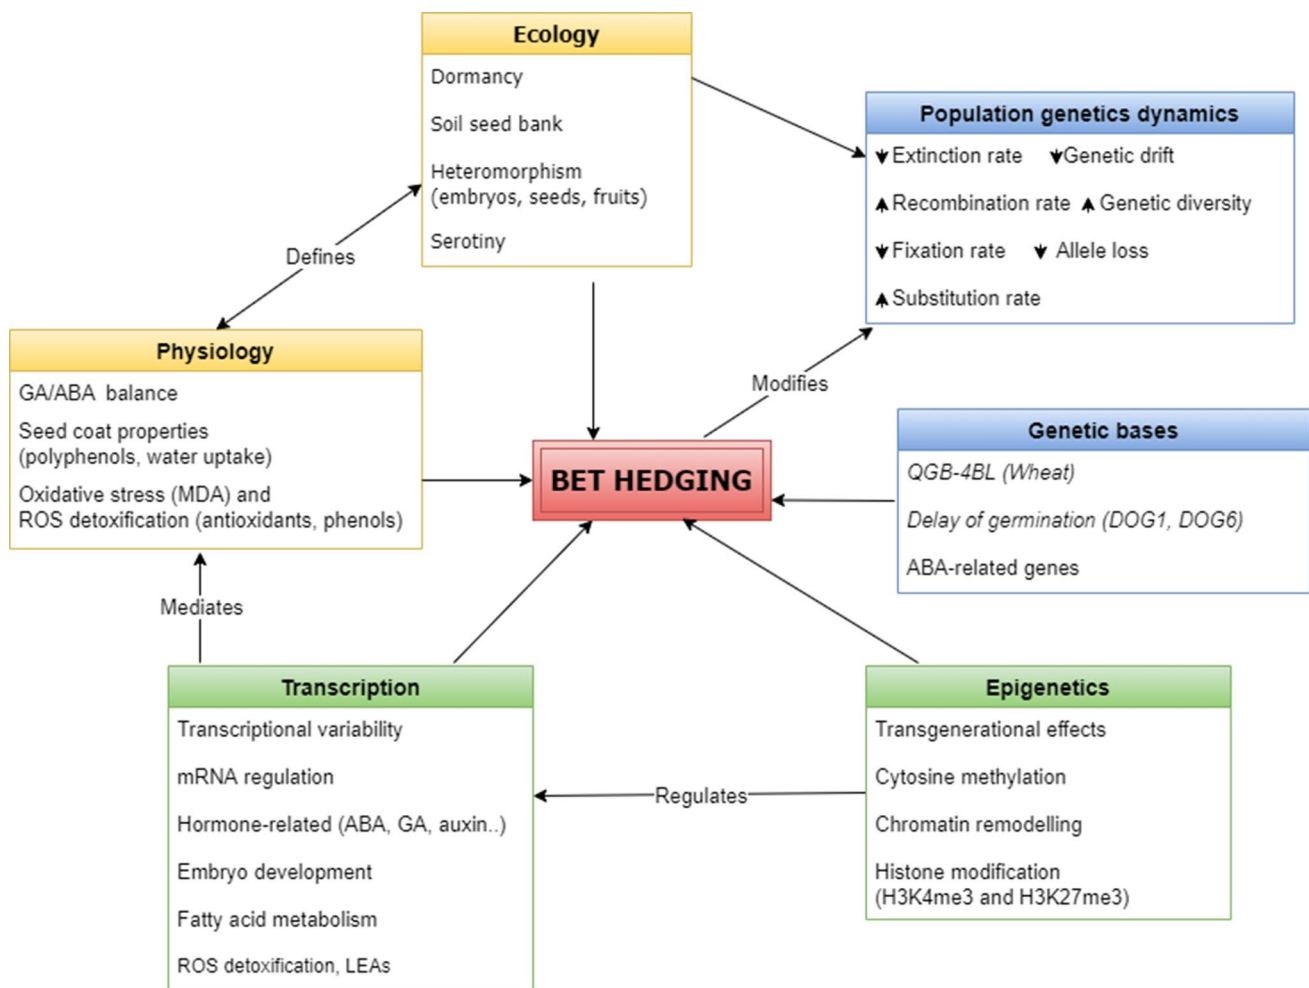 Ecology
Dormancy
Soil seed bank
Heteromorphism
(embryos, seeds, fruits)
Serotiny
Population genetics dynamics
Extinction rate Genetic drift
Recombination rate Genetic diversity
Fixation rate Allele loss
Substitution rate
Defines
Physiology
GA/ABA balance
Seed coat properties
(polyphenols, water uptake)
Oxidative stress (MDA) and
ROS detoxification (antioxidants, phenols)
Modifies
BET HEDGING
Genetic bases
QGB-4BL (Wheat)
Delay of germination (DOG1, DOG6)
ABA-related genes
Mediates
Transcription
Transcriptional variability
mRNA regulation
Hormone-related (ABA, GA, auxin..)
Embryo development
Fatty acid metabolism
ROS detoxification, LEAs
Regulates
Epigenetics
Transgenerational effects
Cytosine methylation
Chromatin remodelling
Histone modification
(H3K4me3 and H3K27me3)